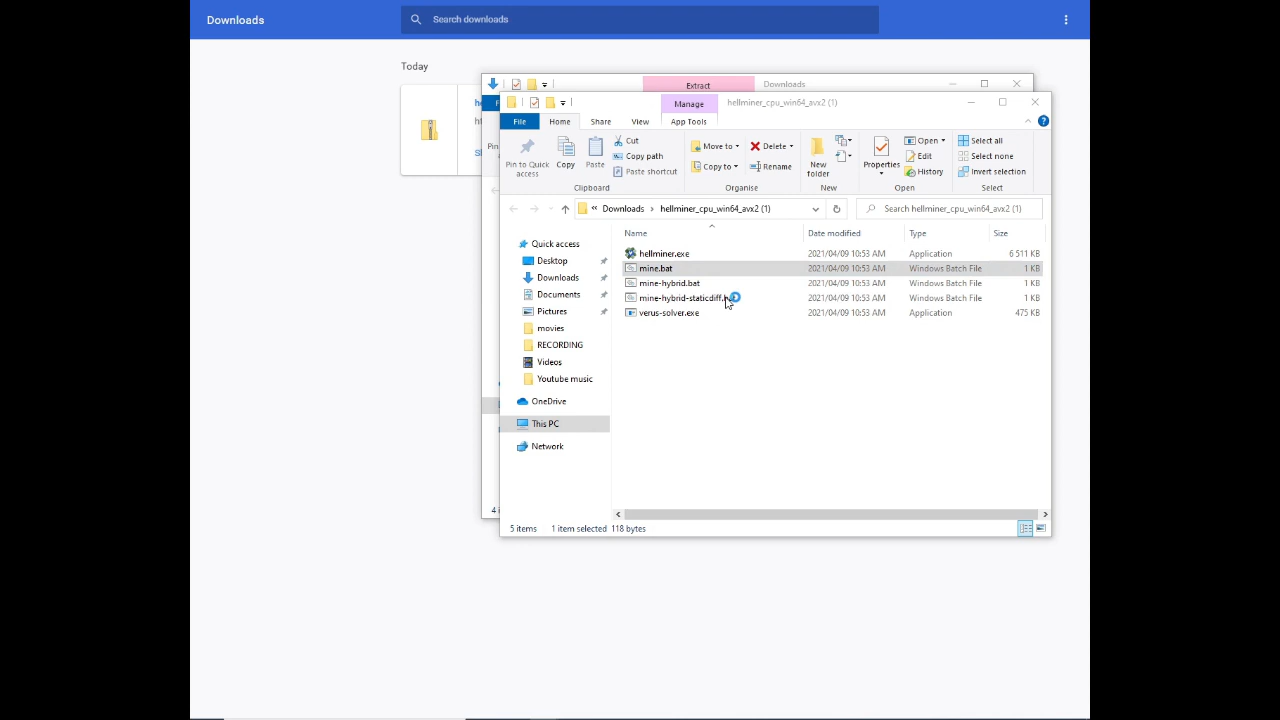 Downloads
Search downloads
Today
Extract
Downloads
Manage
hellminer_cpu_win64_avx2 (1)
File
Home
Share
View
App Tools
Pin to Quick access
Copy
Paste
Cut
Copy path
Paste shortcut
Move to
Copy to
Delete
Rename
New folder
Properties
Open
Edit
History
Select all
Select none
Invert selection
Clipboard
Organise
New
Open
Select
« Downloads › hellminer_cpu_win64_avx2 (1)
Search hellminer_cpu_win64_avx2 (1)
Name Date modified Type Size
hellminer.exe 2021/04/09 10:53 AM Application 6 511 KB
mine.bat 2021/04/09 10:53 AM Windows Batch File 1 KB
mine-hybrid.bat 2021/04/09 10:53 AM Windows Batch File 1 KB
mine-hybrid-staticdiff. 2021/04/09 10:53 AM Windows Batch File 1 KB
verus-solver.exe 2021/04/09 10:53 AM Application 475 KB
Quick access
Desktop
Downloads
Documents
Pictures
movies
RECORDING
Videos
Youtube music
OneDrive
This PC
Network
5 items 1 item selected 118 bytes